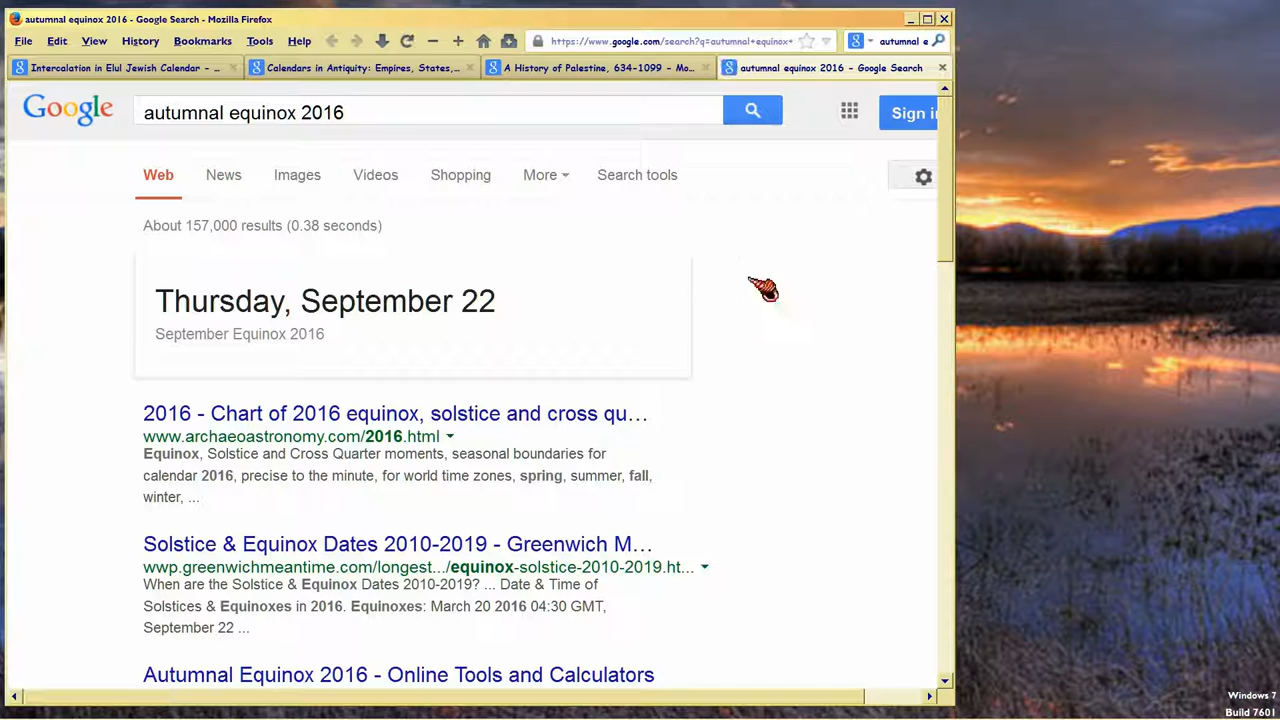 autumnal equinox 2016 - Google Search - Mozilla Firefox
File Edit View History Bookmarks Tools Help https://www.google.com/search?q=autumnal+equinox+ autumnal e
Intercalation in Elul Jewish Calendar - ... Calendars in Antiquity: Empires, States,... A History of Palestine, 634-1099 - Mo... autumnal equinox 2016 - Google Search
Google autumnal equinox 2016 Sign in
Web News Images Videos Shopping More Search tools
About 157,000 results (0.38 seconds)
Thursday, September 22
September Equinox 2016
2016 - Chart of 2016 equinox, solstice and cross qu...
www.archaeoastronomy.com/2016.html
Equinox, Solstice and Cross Quarter moments, seasonal boundaries for
calendar 2016, precise to the minute, for world time zones, spring, summer, fall,
winter, ...
Solstice & Equinox Dates 2010-2019 - Greenwich M...
wwp.greenwichmeantime.com/longest.../equinox-solstice-2010-2019.ht...
When are the Solstice & Equinox Dates 2010-2019? ... Date & Time of
Solstices & Equinoxes in 2016. Equinoxes: March 20 2016 04:30 GMT,
September 22 ...
Autumnal Equinox 2016 - Online Tools and Calculators
Windows 7
Build 7601